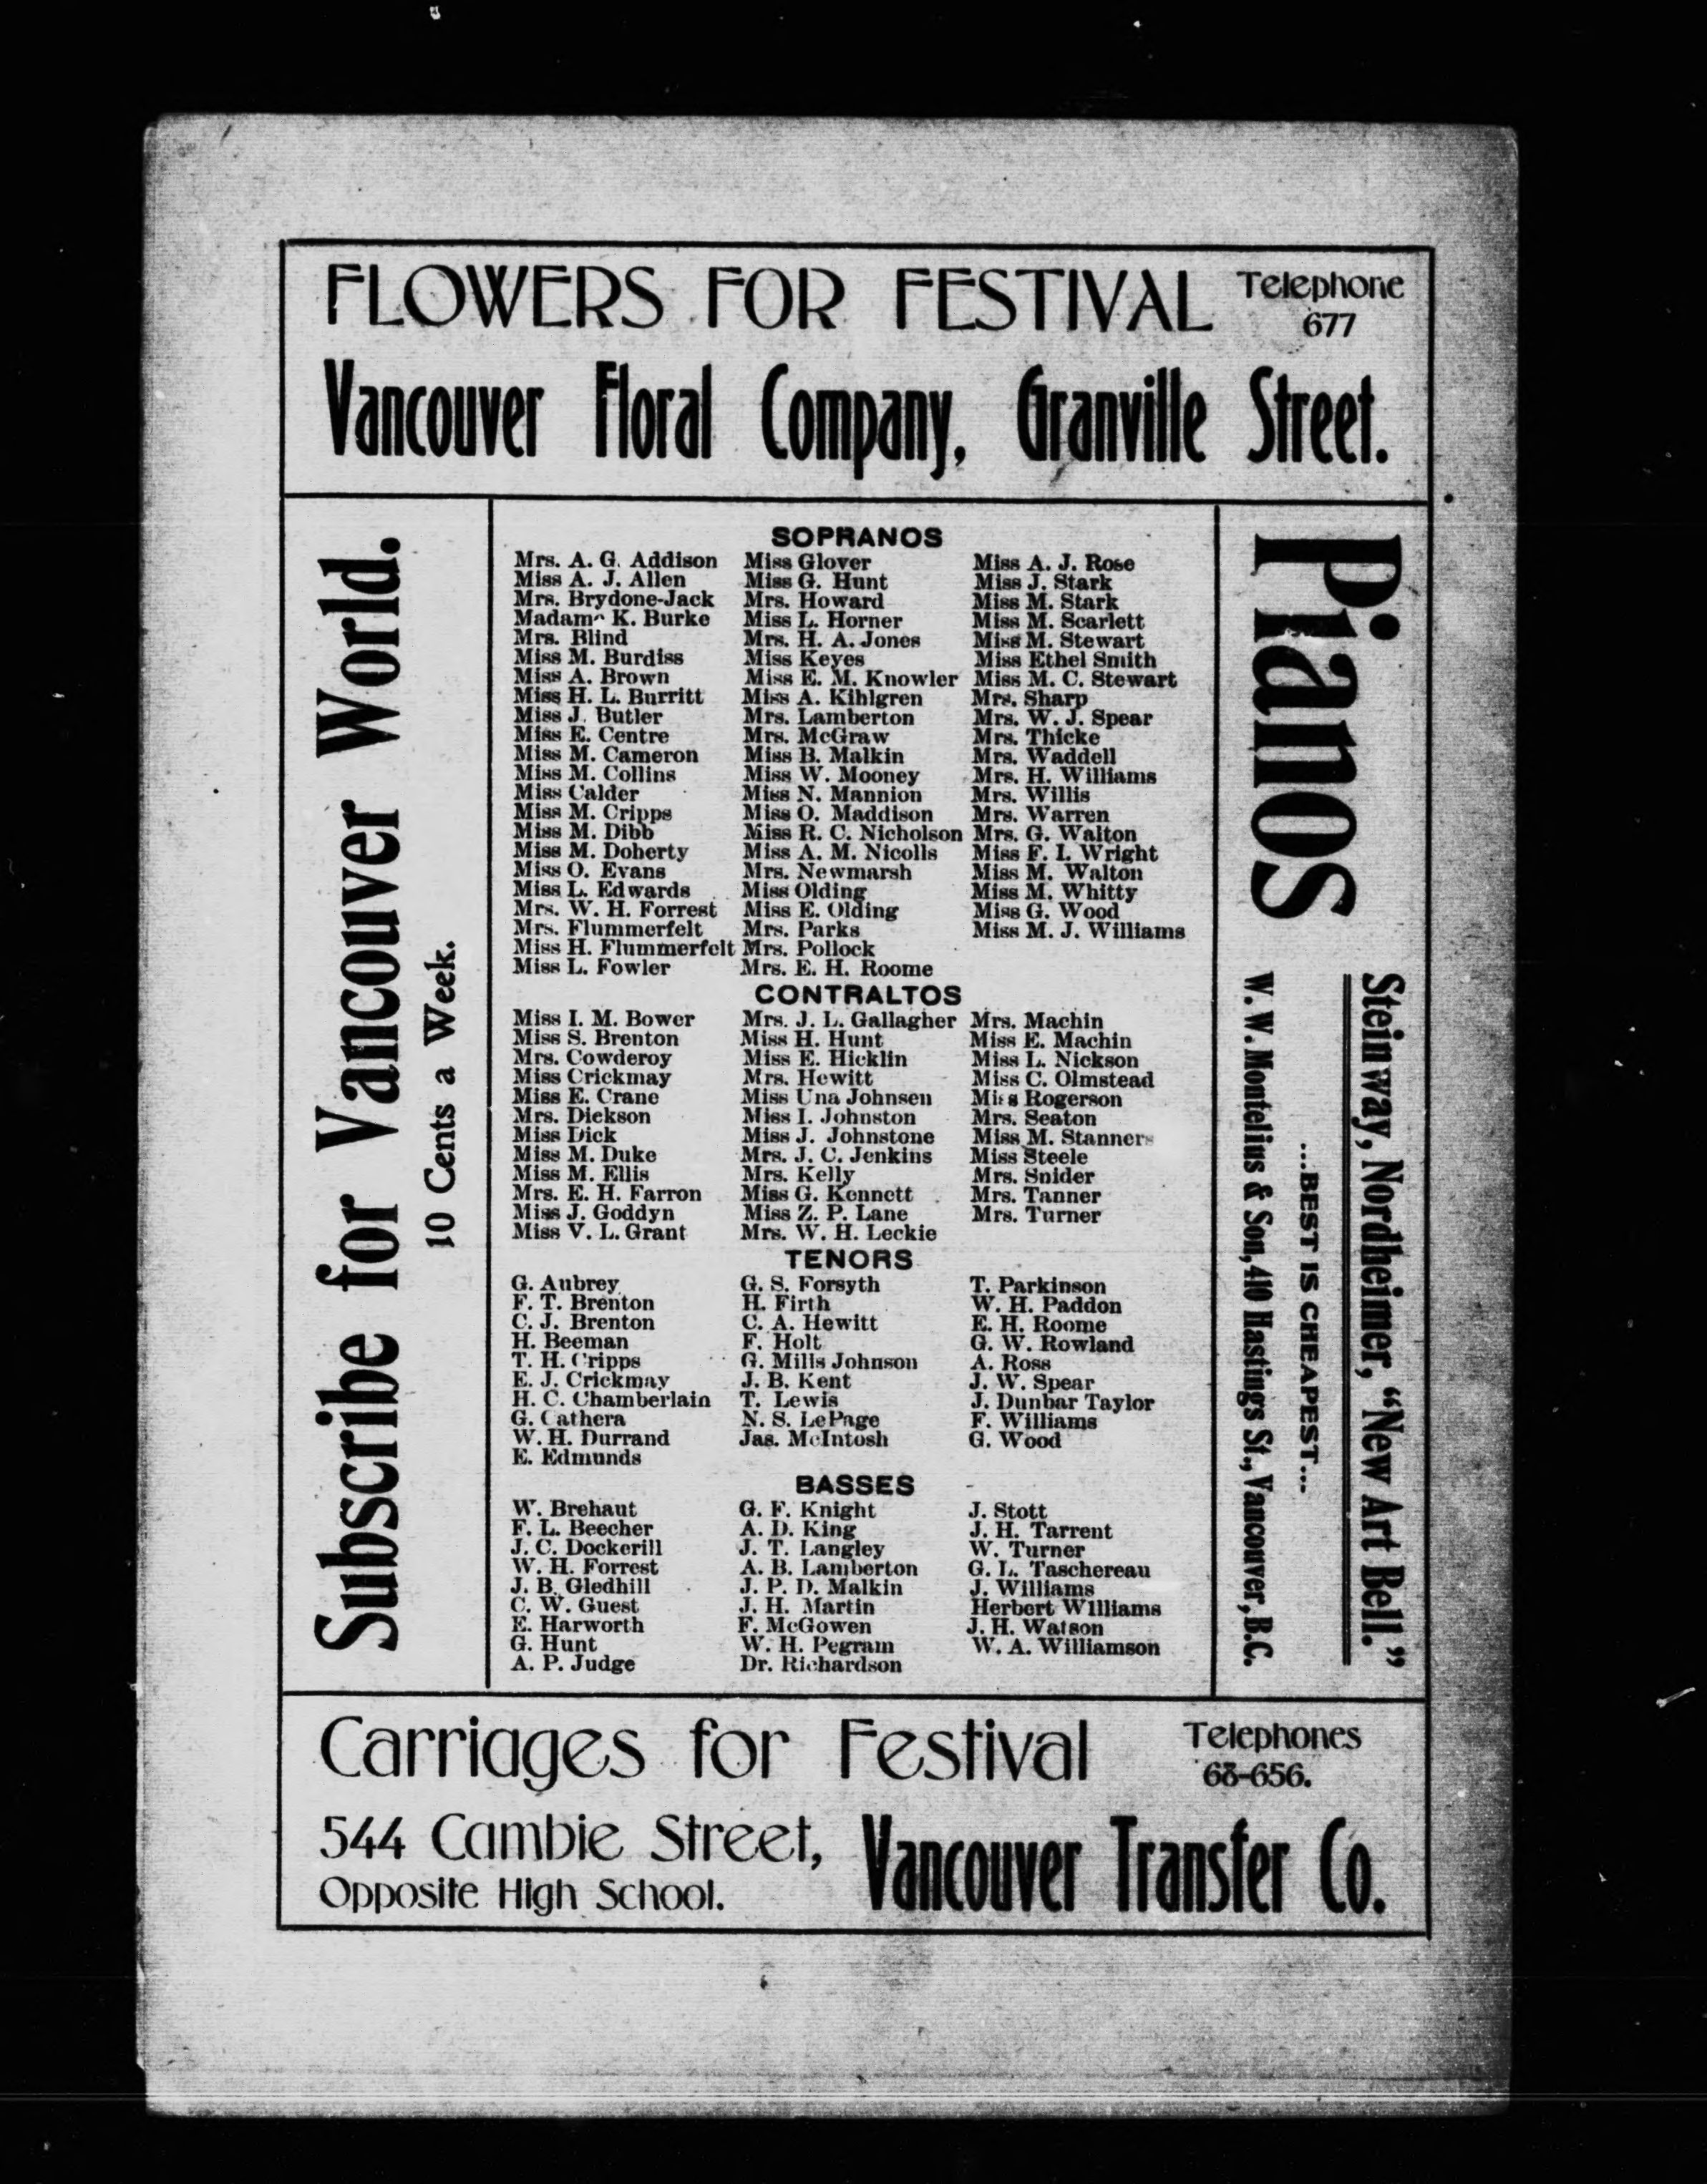 FLOWERS FOR FESTIVAL
Telephone
677
Vancouver Floral Company, Granville Street.
Subscribe for Vancouver World.
10 Cents a Week.
SOPRANOS
Mrs. A. G. Addison
Miss A. J. Allen
Mrs. Brydone-Jack
K. Burke
Mrs. Blind
Miss M. Burdiss
Miss A. Brown
Miss H. L. Burritt
Miss J. Butler
Miss E. Centre
Miss M. Cameron
Miss M. Collins
Miss Calder
Miss M. Cripps
Miss M. Dibb
Miss M. Doherty
Miss O. Evans
Miss L. Edwards
Mrs. W. H. Forrest
Mrs. Flummerfelt
Miss H. Flummerfelt
Miss L. Fowler
Miss Glover
Miss G. Hunt
Mrs. Howard
Miss L. Horner
Mrs. H. A. Jones
Miss Keyes
Miss E. M. Knowler
Miss A. Kihlgren
Mrs. Lamberton
Mrs. McGraw
Miss B. Malkin
Miss W. Mooney
Miss N. Mannion
Miss O. Maddison
Miss R. C. Nicholson
Miss A. M. Nicolls
Mrs. Newmarsh
Miss Olding
Miss E. Olding
Mrs. Parks
Mrs. Pollock
Mrs. E. H. Roome
Miss A. J. Rose
Miss J. Stark
Miss M. Stark
Miss M. Scarlett
Miss M. Stewart
Miss Ethel Smith
Miss M. C. Stewart
Mrs. Sharp
Mrs. W. J. Spear
Mrs. Thicke
Mrs. Waddell
Mrs. H. Williams
Mrs. Willis
Mrs. Warren
Mrs. G. Walton
Miss F. I. Wright
Miss M. Walton
Miss M. Whitty
Miss G. Wood
Miss M. J. Williams
CONTRALTOS
Miss I. M. Bower
Miss S. Brenton
Mrs. Cowderoy
Miss Crickmay
Miss E. Crane
Mrs. Dickson
Miss Dick
Miss M. Duke
Miss M. Ellis
Mrs. E. H. Farron
Miss J. Goddyn
Miss V. L. Grant
Mrs. J. L. Gallagher
Miss H. Hunt
Miss E. Hicklin
Mrs. Hewitt
Miss Una Johnsen
Miss I. Johnston
Miss J. Johnstone
Mrs. J. C. Jenkins
Mrs. Kelly
Miss G. Kennett
Miss Z. P. Lane
Mrs. W. H. Leckie
Mrs. Machin
Miss E. Machin
Miss L. Nickson
Miss C. Olmstead
Miss Rogerson
Mrs. Seaton
Miss M. Stanners
Miss Steele
Mrs. Snider
Mrs. Tanner
Mrs. Turner
TENORS
G. Aubrey
F. T. Brenton
C. J. Brenton
H. Beeman
T. H. Cripps
E. J. Crickmay
H. C. Chamberlain
G. Cathera
W. H. Durrand
E. Edmunds
G. S. Forsyth
H. Firth
C. A. Hewitt
F. Holt
G. Mills Johnson
J. B. Kent
T. Lewis
N. S. LePage
Jas. McIntosh
T. Parkinson
W. H. Paddon
E. H. Roome
G. W. Rowland
A. Ross
J. W. Spear
J. Dunbar Taylor
F. Williams
G. Wood
BASSES
W. Brehaut
F. L. Beecher
J. C. Dockerill
W. H. Forrest
J. B. Gledhill
C. W. Guest
E. Harworth
G. Hunt
A. P. Judge
G. F. Knight
A. D. King
J. T. Langley
A. B. Lamberton
J. P. D. Malkin
J. H. Martin
F. McGowen
W. H. Pegram
Dr. Richardson
J. Stott
J. H. Tarrent
W. Turner
G. L. Taschereau
J. Williams
Herbert Williams
J. H. Watson
W. A. Williamson
Pianos
Steinway, Nordheimer, "New Art Bell."
...BEST IS CHEAPEST...
W. W. Montelius & Son, 410 Hastings St., Vancouver, B.C.
Carriages for Festival
Telephones
68-656.
544 Cambie Street,
Opposite High School.
Vancouver Transfer Co.